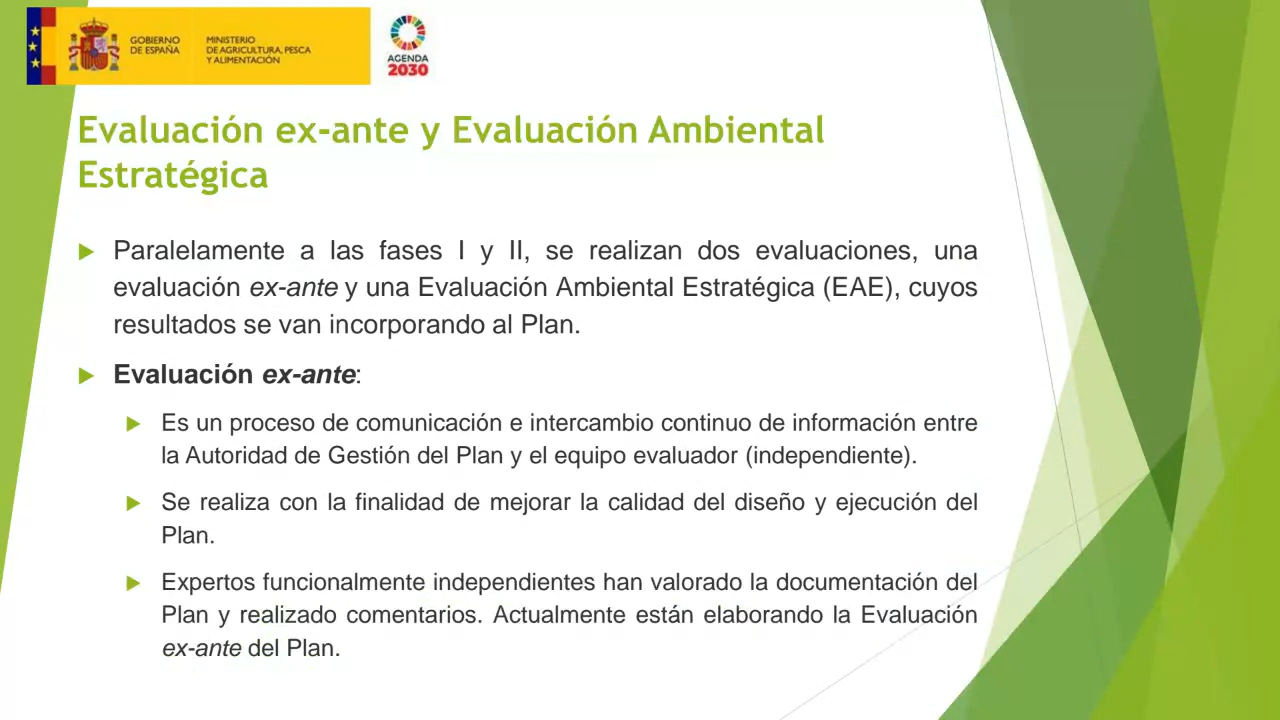 GOBIERNO
DE ESPAÑA
MINISTERIO
DE AGRICULTURA, PESCA
Y ALIMENTACIÓN
AGENDA
2030
Evaluación ex-ante y Evaluación Ambiental
Estratégica
Paralelamente a las fases I y II, se realizan dos evaluaciones, una
evaluación ex-ante y una Evaluación Ambiental Estratégica (EAE), cuyos
resultados se van incorporando al Plan.
Evaluación ex-ante:
Es un proceso de comunicación e intercambio continuo de información entre
la Autoridad de Gestión del Plan y el equipo evaluador (independiente).
Se realiza con la finalidad de mejorar la calidad del diseño y ejecución del
Plan.
Expertos funcionalmente independientes han valorado la documentación del
Plan y realizado comentarios. Actualmente están elaborando la Evaluación
ex-ante del Plan.